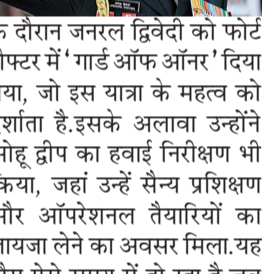 के दौरान जनरल द्विवेदी को फोर्ट
शैफ्टर में ‘गार्ड ऑफ ऑनर’ दिया
गया, जो इस यात्रा के महत्व को
दर्शाता है.इसके अलावा उन्होंने
ओहू द्वीप का हवाई निरीक्षण भी
किया, जहां उन्हें सैन्य प्रशिक्षण
और ऑपरेशनल तैयारियों का
जायजा लेने का अवसर मिला.यह